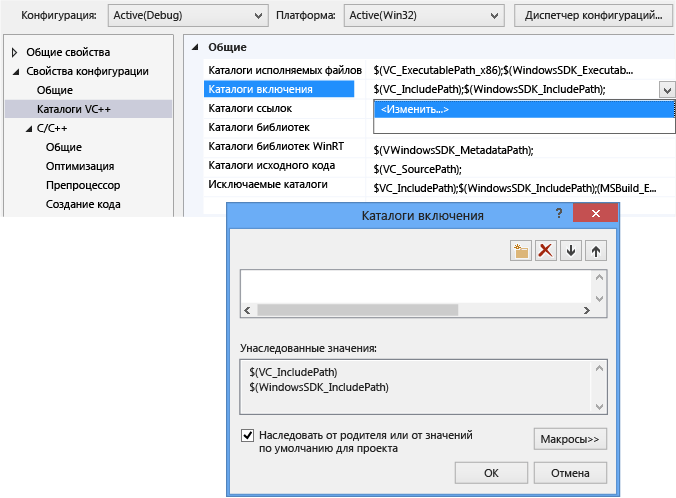 Конфигурация: Active(Debug) Платформа: Active(Win32) Диспетчер конфигураций...
Общие свойства
Свойства конфигурации
Общие
Каталоги VC++
C/C++
Общие
Оптимизация
Препроцессор
Создание кода
Общие
Каталоги исполняемых файлов $(VC_ExecutablePath_x86);$(WindowsSDK_Executab...
Каталоги включения $(VC_IncludePath);$(WindowsSDK_IncludePath);
Каталоги ссылок <Изменить...>
Каталоги библиотек
Каталоги библиотек WinRT $(VWindowsSDK_MetadataPath);
Каталоги исходного кода $(VC_SourcePath);
Исключаемые каталоги $(VC_IncludePath);$(WindowsSDK_IncludePath);(MSBuild_E...
Каталоги включения ?
Унаследованные значения:
$(VC_IncludePath)
$(WindowsSDK_IncludePath)
Наследовать от родителя или от значений
по умолчанию для проекта
Макросы>>
ОК Отмена